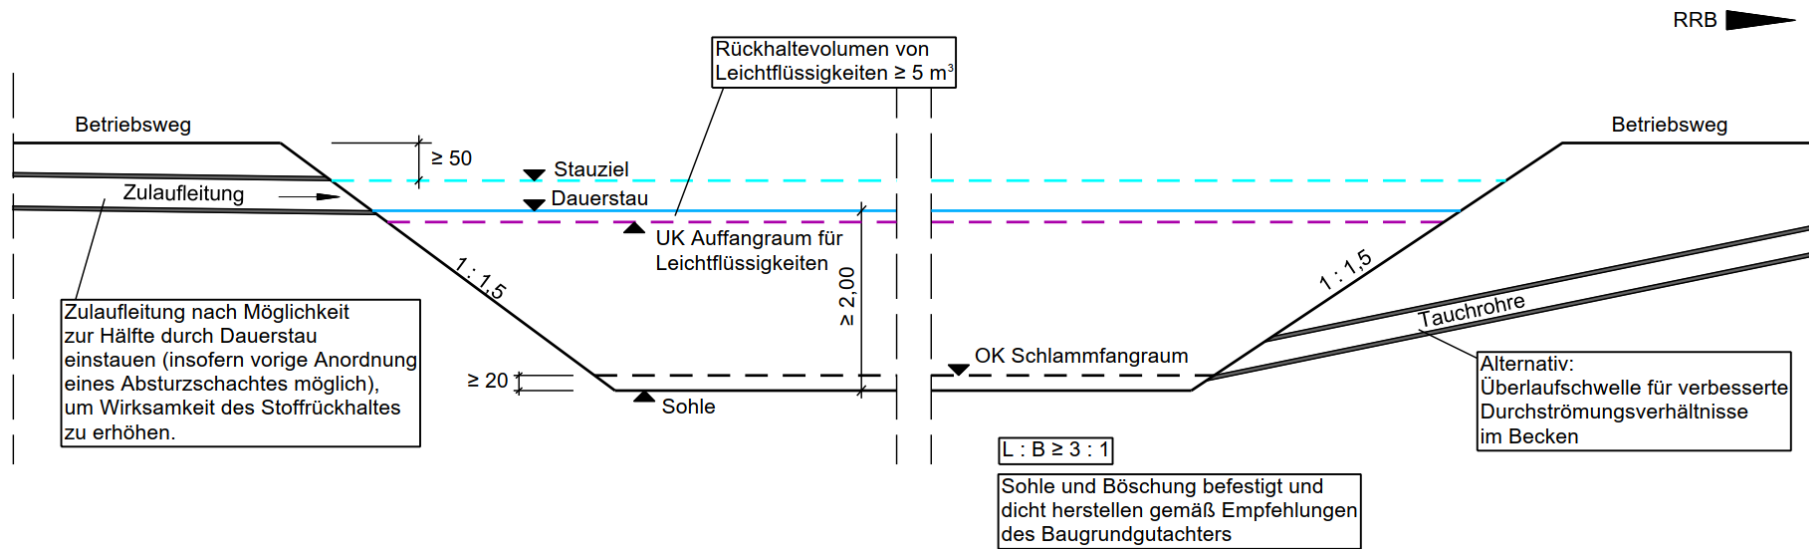 RRB
Rückhaltevolumen von
Leichtflüssigkeiten ≥ 5 m³
Betriebsweg
Betriebsweg
≥ 50
Stauziel
Zulaufleitung
Dauerstau
UK Auffangraum für
Leichtflüssigkeiten
1 : 1,5
≥ 2,00
1 : 1,5
Zulaufleitung nach Möglichkeit
zur Hälfte durch Dauerstau
einstauen (insofern vorige Anordnung
eines Absturzschachtes möglich),
um Wirksamkeit des Stoffrückhaltes
zu erhöhen.
Tauchrohre
OK Schlammfangraum
≥ 20
Sohle
Alternativ:
Überlaufschwelle für verbesserte
Durchströmungsverhältnisse
im Becken
L : B ≥ 3 : 1
Sohle und Böschung befestigt und
dicht herstellen gemäß Empfehlungen
des Baugrundgutachters